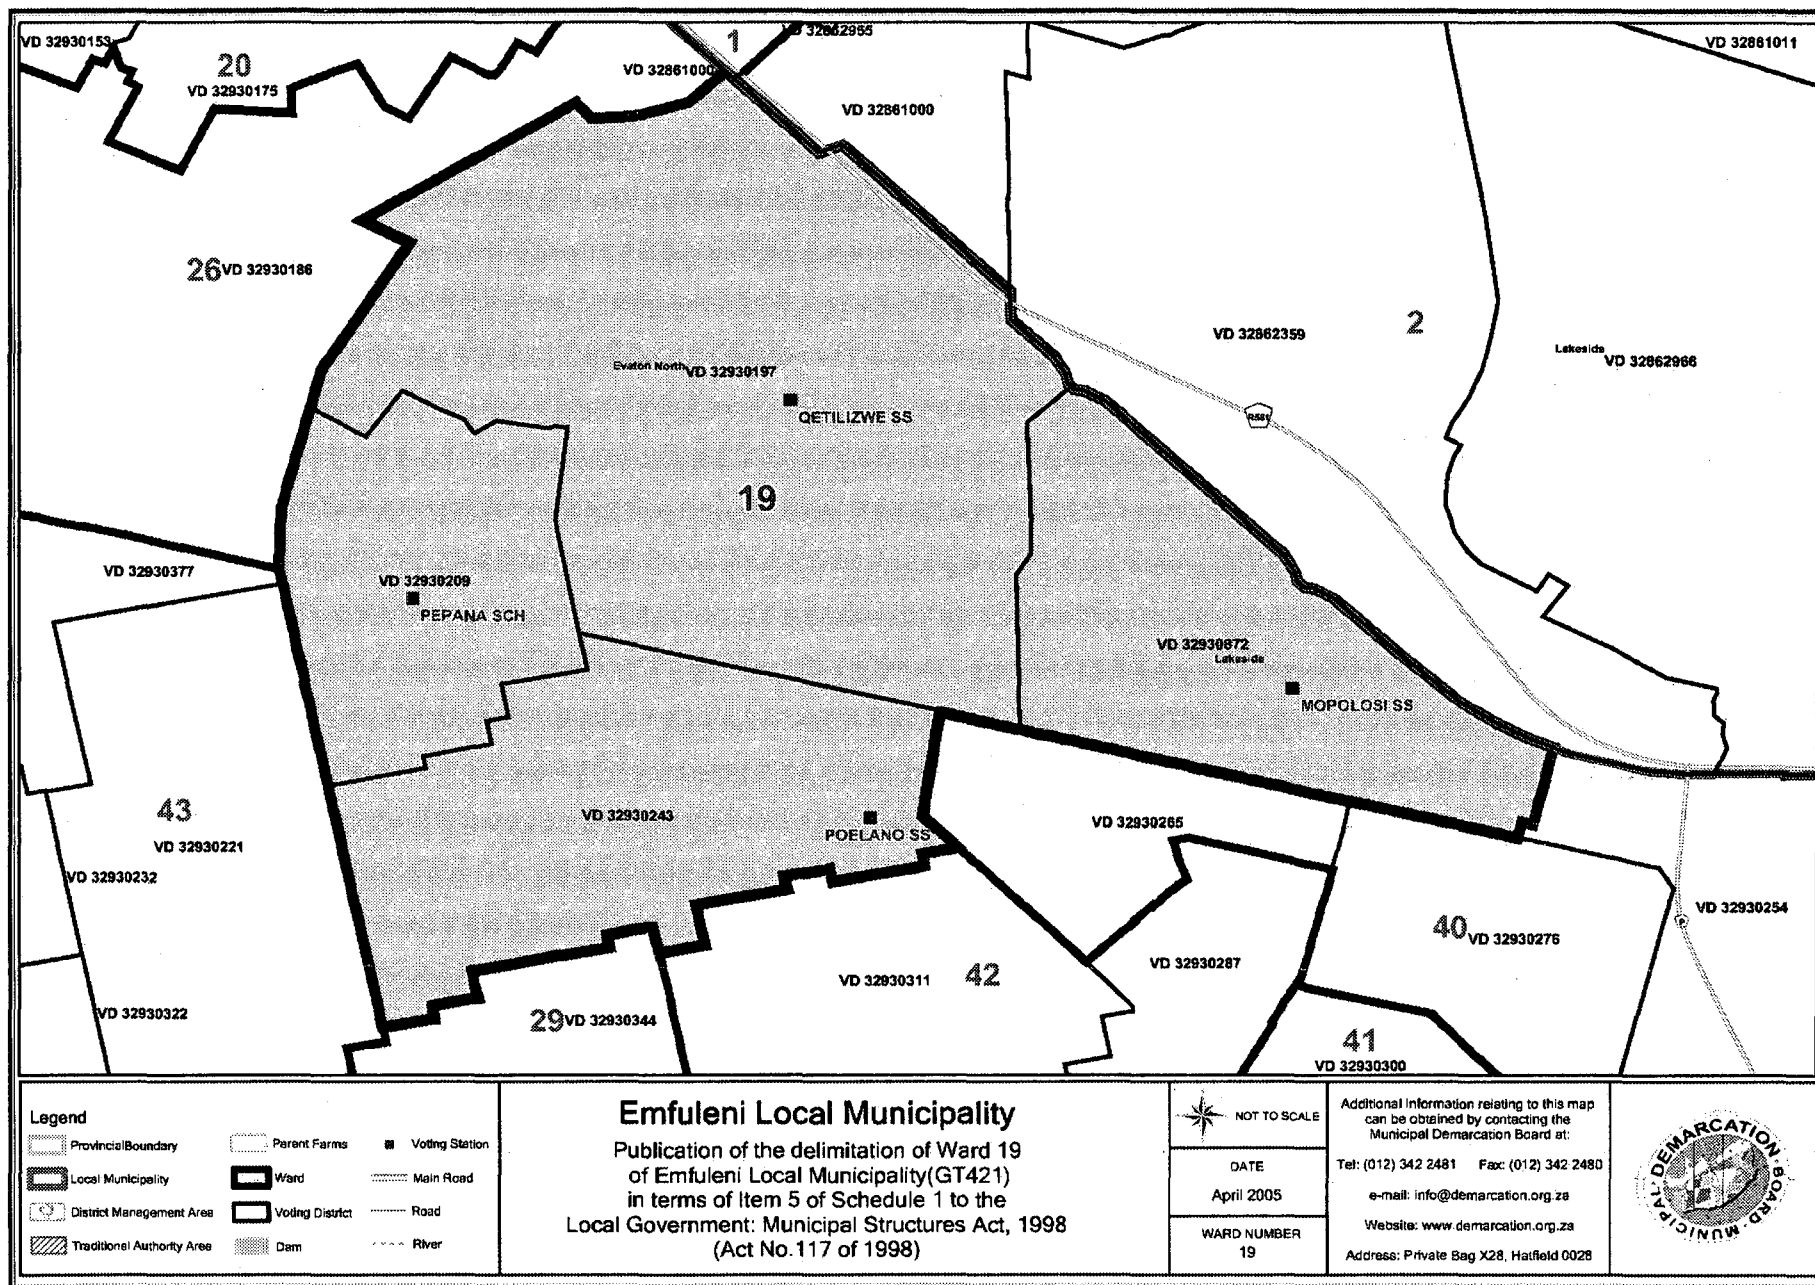 VD 32930153
20
VD 32930175
1
VD 32862955
VD 32861000
VD 32861000
VD 32861011
26 VD 32930186
VD 32862359
2
Lakeside VD 32862966
Evaton North VD 32930197
QETILIZWE SS
R551
19
VD 32930377
VD 32930209
PEPANA SCH
VD 32930872
Lakeside
MOPOLOSI SS
43
VD 32930221
VD 32930232
VD 32930243
POELANO SS
VD 32930265
VD 32930254
40 VD 32930276
VD 32930287
VD 32930311 42
VD 32930322
29 VD 32930344
41
VD 32930300
Legend
ProvincialBoundary
Local Municipality
District Management Area
Traditional Authority Area
Parent Farms
Ward
Voting District
Dam
Voting Station
Main Road
Road
River
Emfuleni Local Municipality
Publication of the delimitation of Ward 19
of Emfuleni Local Municipality(GT421)
in terms of Item 5 of Schedule 1 to the
Local Government: Municipal Structures Act, 1998
(Act No.117 of 1998)
NOT TO SCALE
DATE
April 2005
WARD NUMBER
19
Additional Information relating to this map
can be obtained by contacting the
Municipal Demarcation Board at:
Tel: (012) 342 2481 Fax: (012) 342 2480
e-mail: info@demarcation.org.za
Website: www.demarcation.org.za
Address: Private Bag X28, Hatfield 0028
MUNICIPAL DEMARCATION BOARD